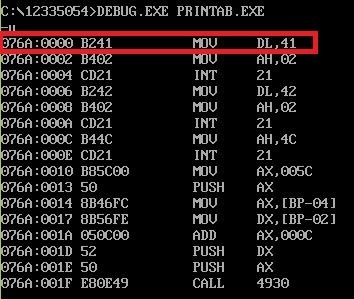 C:\12335054>DEBUG.EXE PRINTAB.EXE
-u
076A:0000 B241 MOV DL,41
076A:0002 B402 MOV AH,02
076A:0004 CD21 INT 21
076A:0006 B242 MOV DL,42
076A:0008 B402 MOV AH,02
076A:000A CD21 INT 21
076A:000C B44C MOV AH,4C
076A:000E CD21 INT 21
076A:0010 B85C00 MOV AX,005C
076A:0013 50 PUSH AX
076A:0014 8B46FC MOV AX,[BP-04]
076A:0017 8B56FE MOV DX,[BP-02]
076A:001A 050C00 ADD AX,000C
076A:001D 52 PUSH DX
076A:001E 50 PUSH AX
076A:001F E80E49 CALL 4930